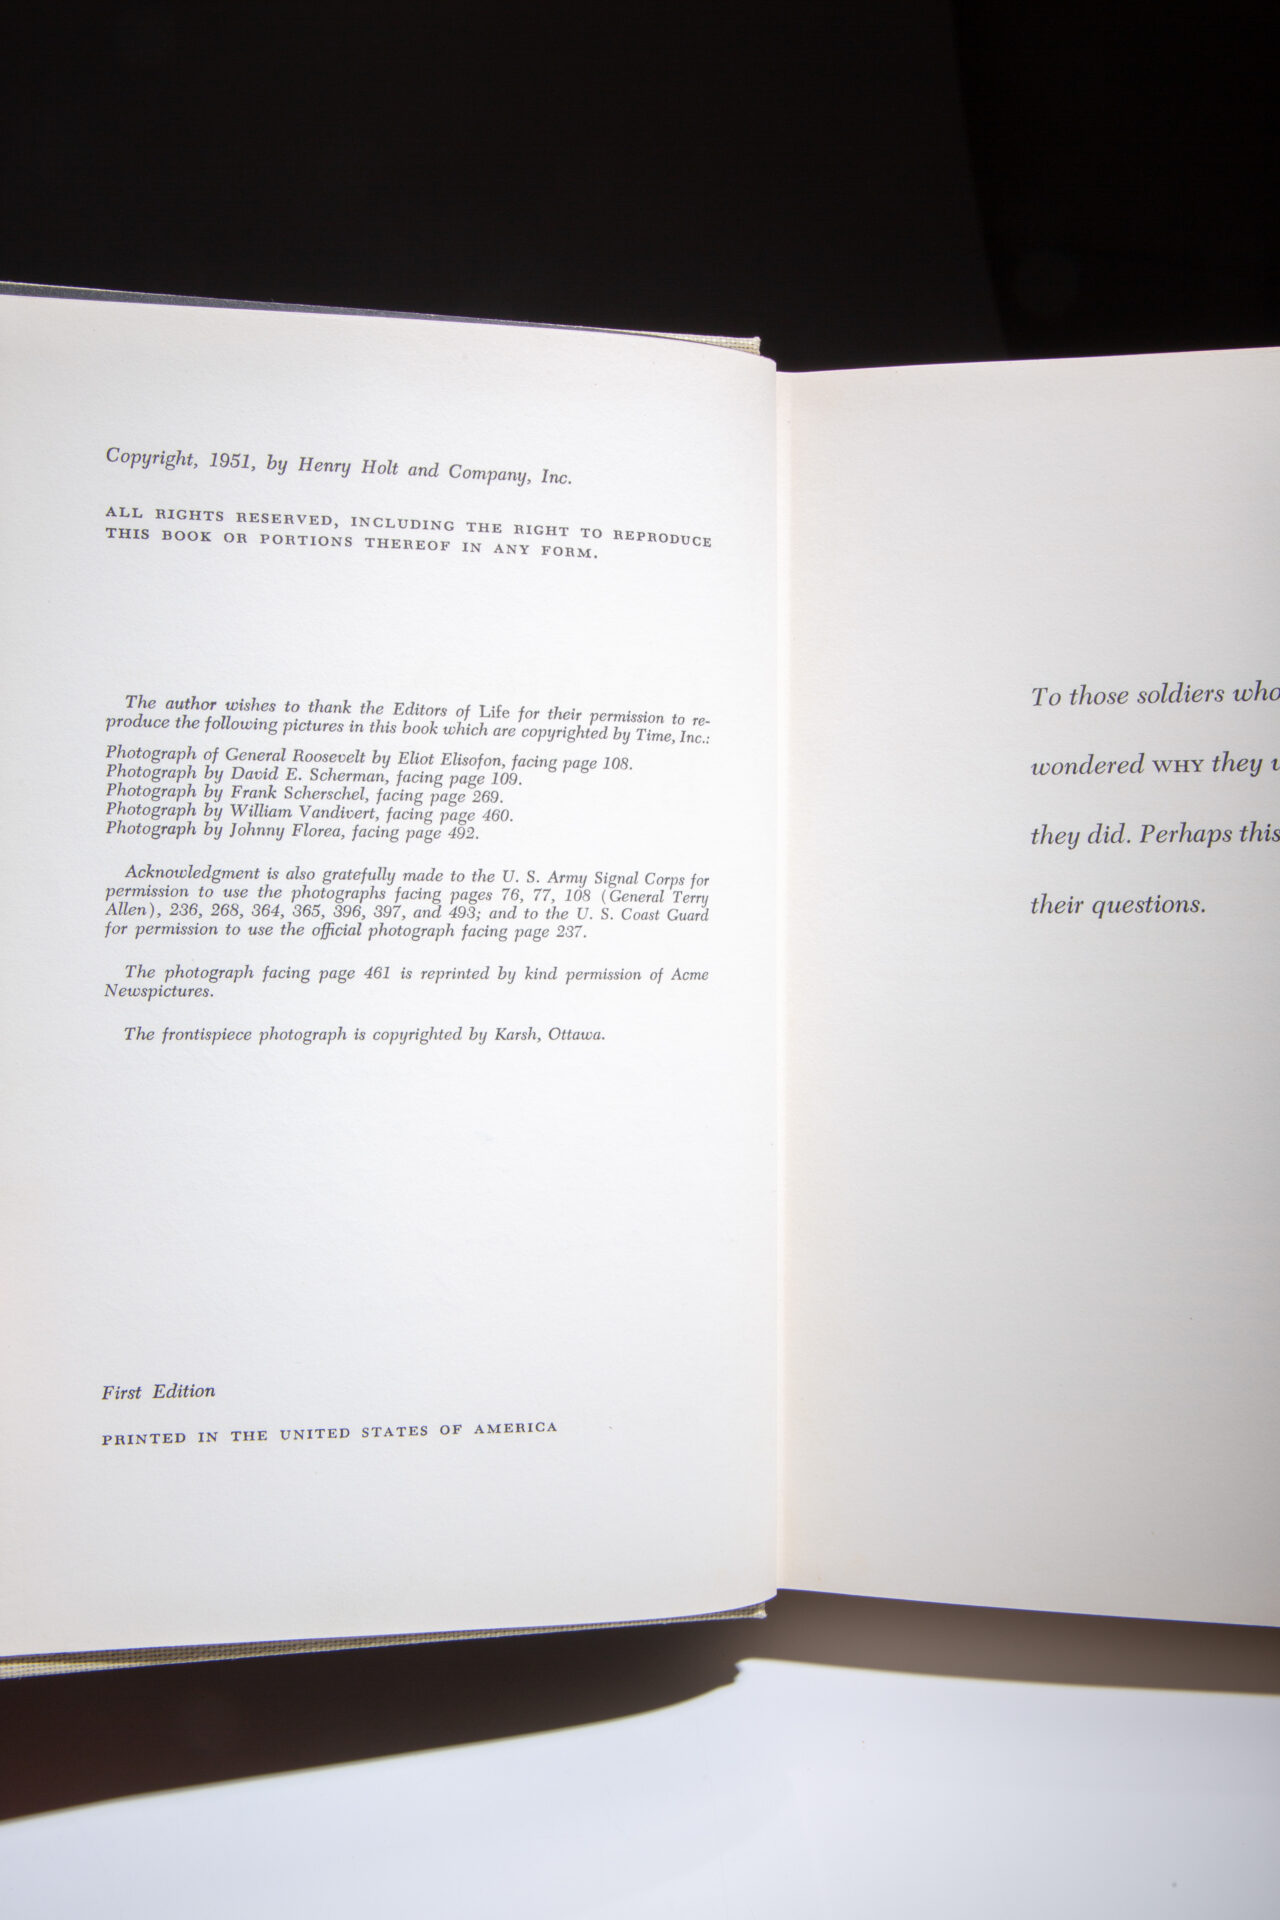 Copyright, 1951, by Henry Holt and Company, Inc.
ALL RIGHTS RESERVED, INCLUDING THE RIGHT TO REPRODUCE
THIS BOOK OR PORTIONS THEREOF IN ANY FORM.
The author wishes to thank the Editors of Life for their permission to re-
produce the following pictures in this book which are copyrighted by Time, Inc.:
Photograph of General Roosevelt by Eliot Elisofon, facing page 108.
Photograph by David E. Scherman, facing page 109.
Photograph by Frank Scherschel, facing page 269.
Photograph by William Vandivert, facing page 460.
Photograph by Johnny Florea, facing page 492.
Acknowledgment is also gratefully made to the U. S. Army Signal Corps for
permission to use the photographs facing pages 76, 77, 108 (General Terry
Allen), 236, 268, 364, 365, 396, 397, and 493; and to the U. S. Coast Guard
for permission to use the official photograph facing page 237.
The photograph facing page 461 is reprinted by kind permission of Acme
Newspictures.
The frontispiece photograph is copyrighted by Karsh, Ottawa.
First Edition
PRINTED IN THE UNITED STATES OF AMERICA
To those soldiers who
wondered WHY they
they did. Perhaps this
their questions.